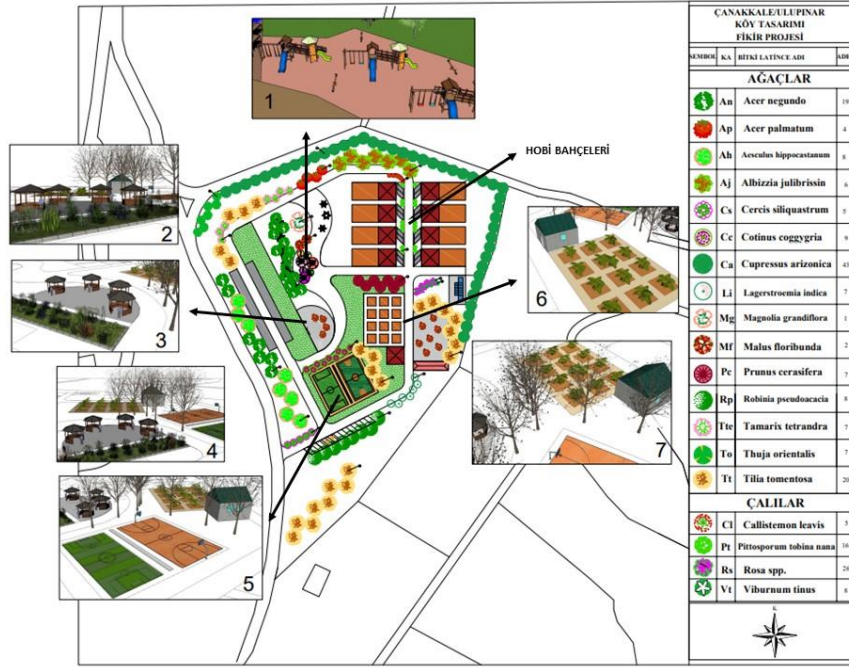 ÇANAKKALE/ULUPINAR
KÖY TASARIMI
FİKİR PROJESİ
SEMBOL KA BİTKİ LATİNCE ADI
AĞAÇLAR
An Acer negundo 19
Ap Acer palmatum 4
Ah Aesculus hippocastanum 8
Aj Albizzia julibrissin 6
Cs Cercis siliquastrum 5
Cc Cotinus coggygria 9
Ca Cupressus arizonica 43
Li Lagerstroemia indica 7
Mg Magnolia grandiflora 1
Mf Malus floribunda 2
Pc Prunus cerasifera 7
Rp Robinia pseudoacacia 8
Tte Tamarix tetrandra 7
To Thuja orientalis 7
Tt Tilia tomentosa 20
ÇALILAR
Cl Callistemon leavis 5
Pt Pittosporum tobina nana 16
Rs Rosa spp. 26
Vt Viburnum tinus 8
K
HOBİ BAHÇELERİ
1
2
3
4
5
6
7